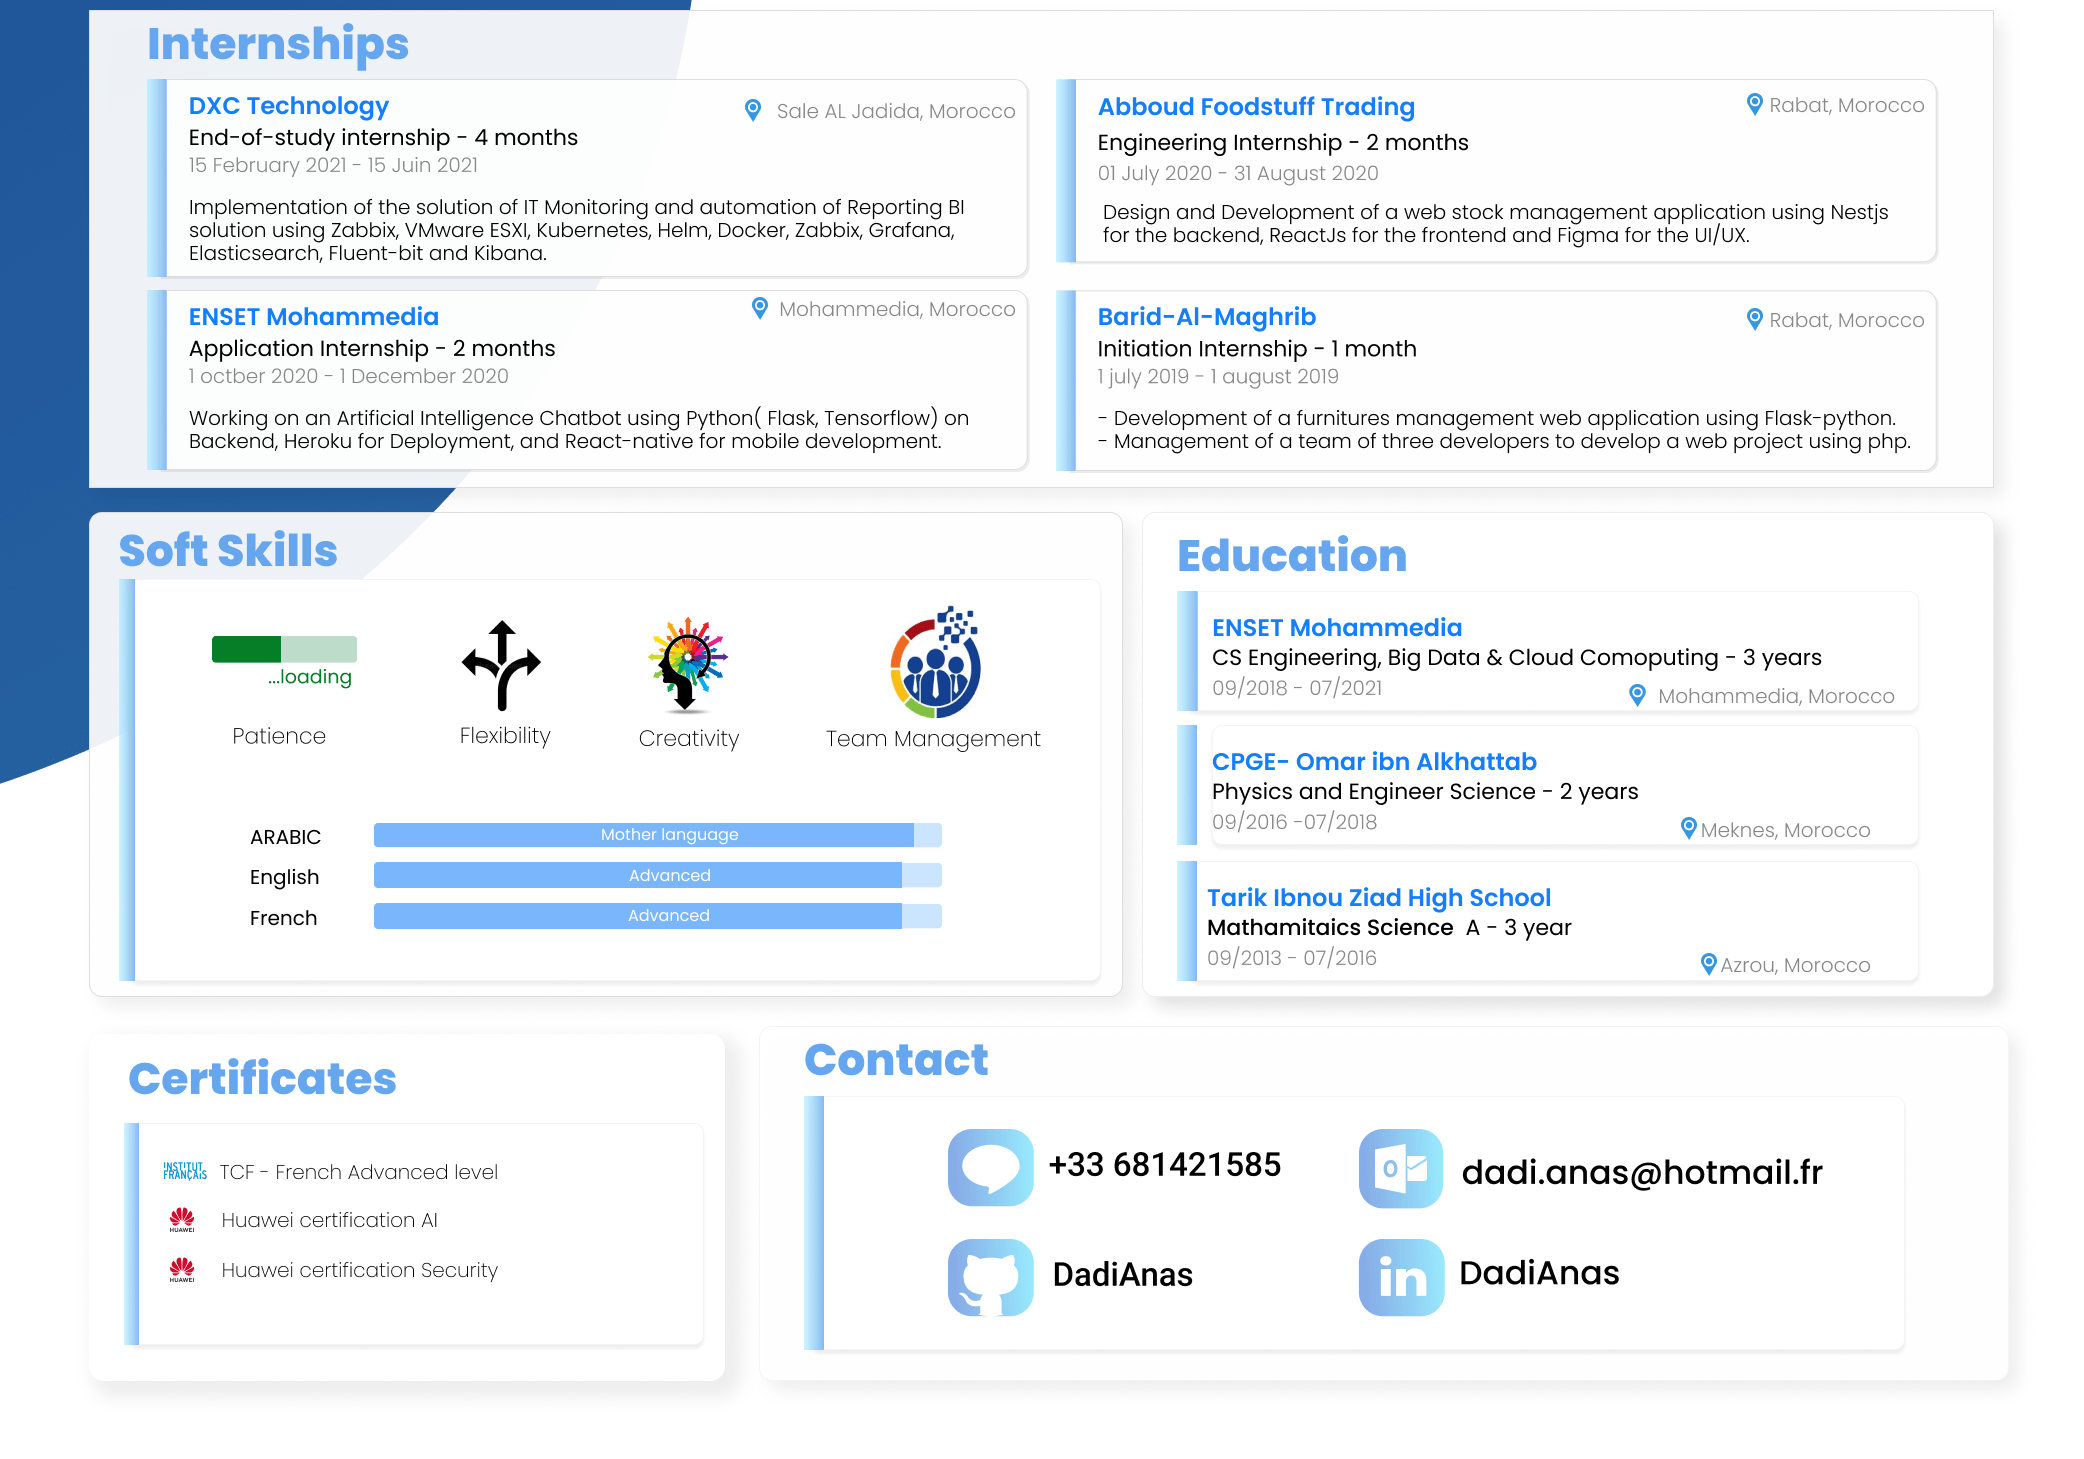 Internships
DXC Technology
Sale AL Jadida, Morocco
End-of-study internship - 4 months
15 February 2021 - 15 Juin 2021
Implementation of the solution of IT Monitoring and automation of Reporting BI
solution using Zabbix, VMware ESXI, Kubernetes, Helm, Docker, Zabbix, Grafana,
Elasticsearch, Fluent-bit and Kibana.
Abboud Foodstuff Trading
Rabat, Morocco
Engineering Internship - 2 months
01 July 2020 - 31 August 2020
Design and Development of a web stock management application using Nestjs
for the backend, ReactJs for the frontend and Figma for the UI/UX.
ENSET Mohammedia
Mohammedia, Morocco
Application Internship - 2 months
1 octber 2020 - 1 December 2020
Working on an Artificial Intelligence Chatbot using Python( Flask, Tensorflow) on
Backend, Heroku for Deployment, and React-native for mobile development.
Barid-Al-Maghrib
Rabat, Morocco
Initiation Internship - 1 month
1 july 2019 - 1 august 2019
- Development of a furnitures management web application using Flask-python.
- Management of a team of three developers to develop a web project using php.
Soft Skills
...loading
Patience
Flexibility
Creativity
Team Management
ARABIC Mother language
English Advanced
French Advanced
Education
ENSET Mohammedia
CS Engineering, Big Data & Cloud Comoputing - 3 years
09/2018 - 07/2021
Mohammedia, Morocco
CPGE- Omar ibn Alkhattab
Physics and Engineer Science - 2 years
09/2016 -07/2018
Meknes, Morocco
Tarik Ibnou Ziad High School
Mathamitaics Science A - 3 year
09/2013 - 07/2016
Azrou, Morocco
Certificates
INSTITUT FRANÇAIS
TCF - French Advanced level
HUAWEI
Huawei certification AI
HUAWEI
Huawei certification Security
Contact
+33 681421585
dadi.anas@hotmail.fr
DadiAnas
in
DadiAnas